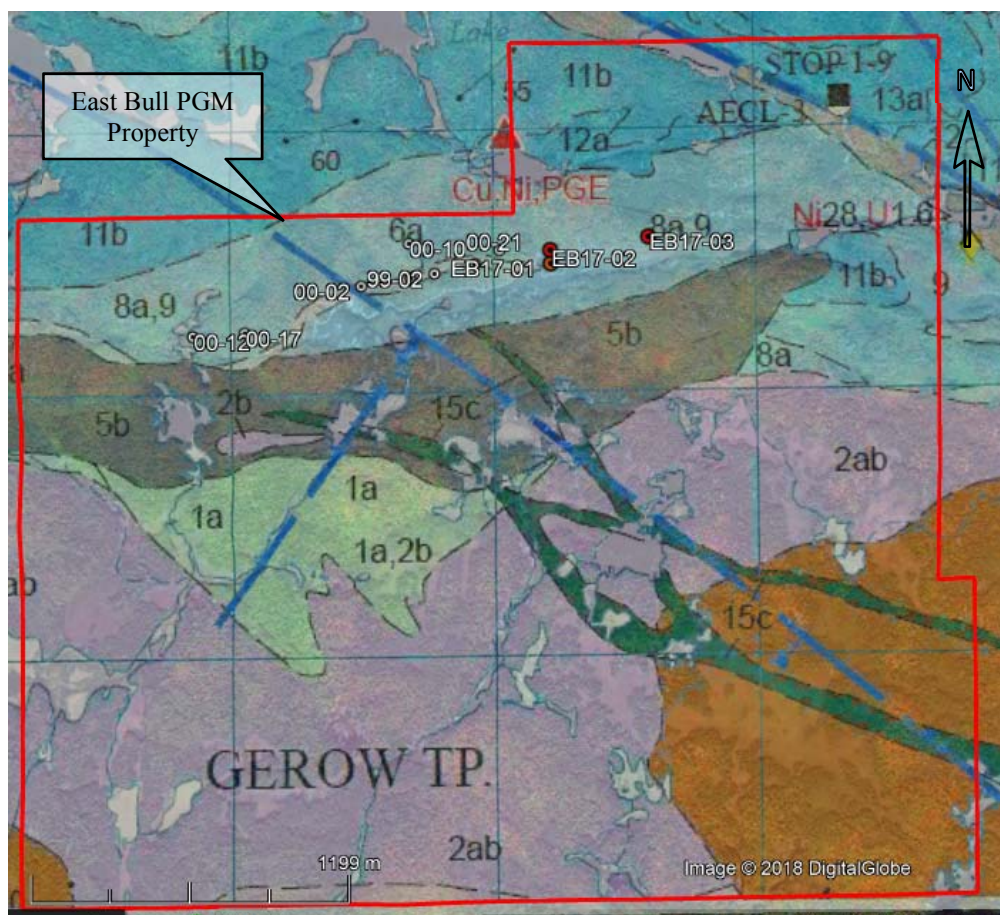 Lake
11b
11b
STOP 1-9
N
East Bull PGM
Property
55
13a
AECL-3
60
12a
Cu,Ni,PGE
11b
6a
Ni28,U1.6
8a,9
00-10
00-21
EB17-03
EB17-02
EB17-01
11b
9
99-02
00-02
8a,9
5b
00-12
00-17
8a
a
2b
15c
5b
2ab
1a
1a
1a,2b
ab
15c
GEROW TP.
2ab
1199 m
Image © 2018 DigitalGlobe